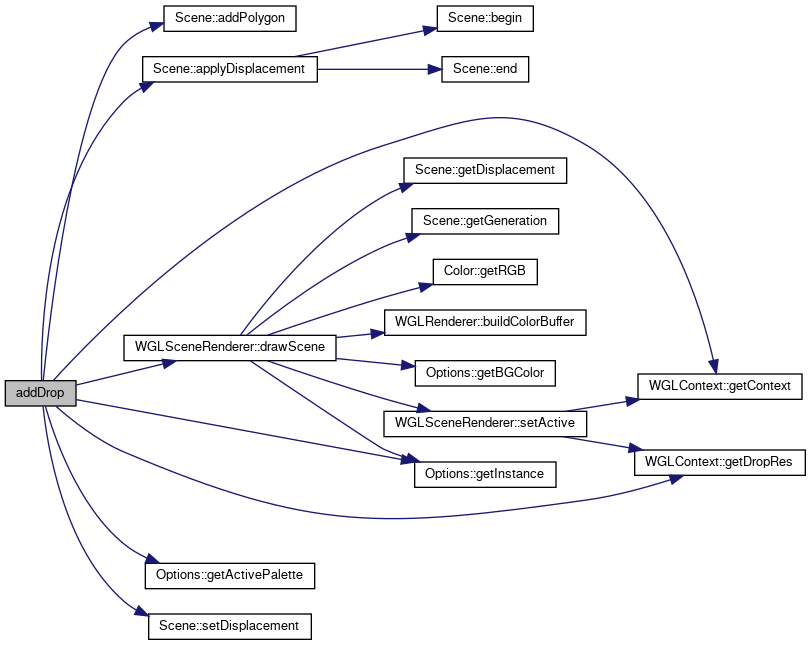 Scene::addPolygon
Scene::begin
Scene::applyDisplacement
Scene::end
Scene::getDisplacement
Scene::getGeneration
Color::getRGB
WGLRenderer::buildColorBuffer
WGLSceneRenderer::drawScene
Options::getBGColor
WGLContext::getContext
addDrop
WGLSceneRenderer::setActive
WGLContext::getDropRes
Options::getInstance
Options::getActivePalette
Scene::setDisplacement